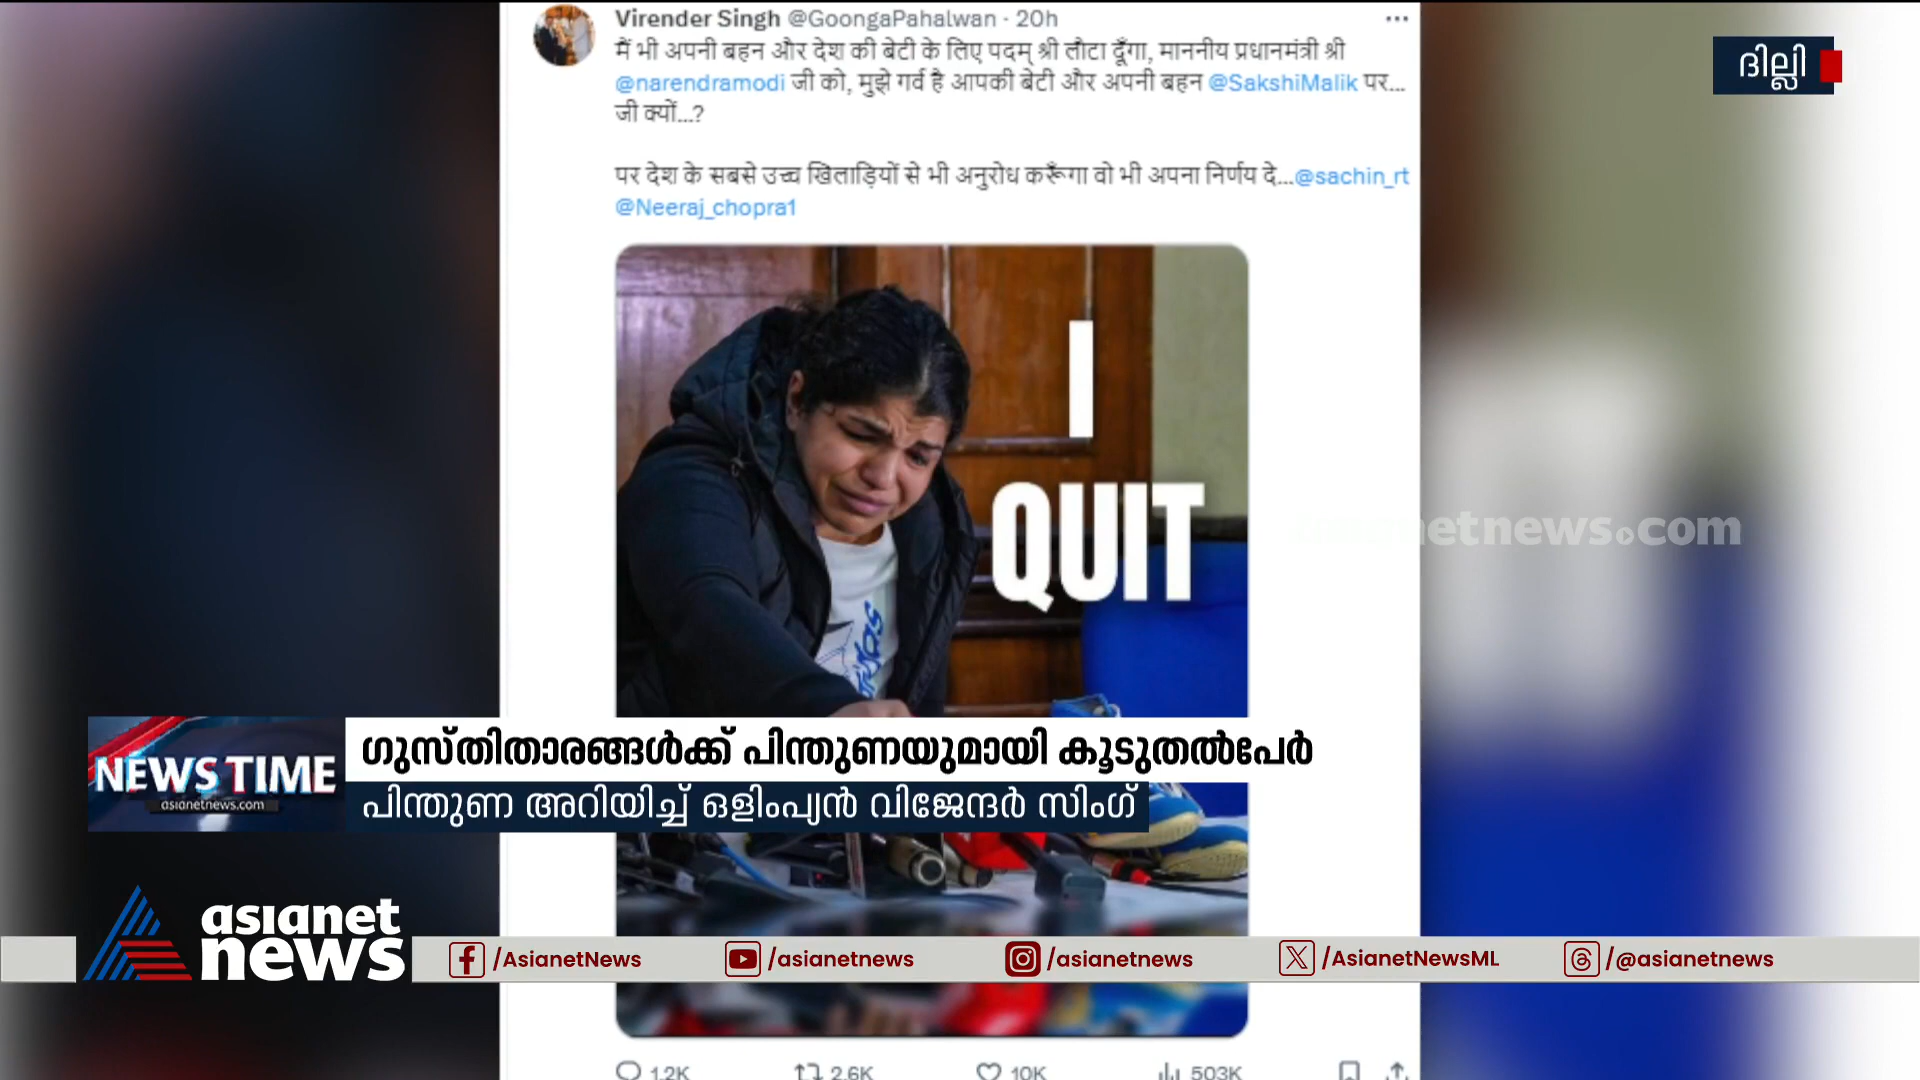 Virender Singh @GoongaPahalwan · 20h
मैं भी अपनी बहन और देश की बेटी के लिए पदम् श्री लौटा दूँगा, माननीय प्रधानमंत्री श्री
@narendramodi जी को, मुझे गर्व है आपकी बेटी और अपनी बहन @SakshiMalik पर...
जी क्यों...?
पर देश के सबसे उच्च खिलाड़ियों से भी अनुरोध करूँगा वो भी अपना निर्णय दे...@sachin_rt
@Neeraj_chopra1
ദില്ലി
I
QUIT
netnews.com
NEWS TIME
asianetnews.com
ഗുസ്തിതാരങ്ങൾക്ക് പിന്തുണയുമായി കൂടുതൽപേർ
പിന്തുണ അറിയിച്ച് ഒളിംപ്യൻ വിജേന്ദർ സിംഗ്
asianet
news
/AsianetNews
/asianetnews
/asianetnews
/AsianetNewsML
/@asianetnews
1.2K
2.6K
10K
503K